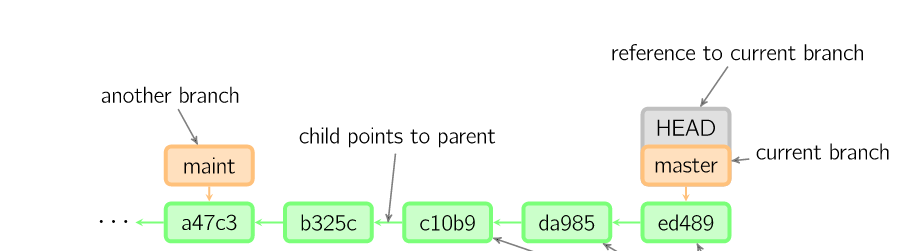 reference to current branch
another branch
HEAD
child points to parent
current branch
maint
master
... a47c3 b325c c10b9 da985 ed489